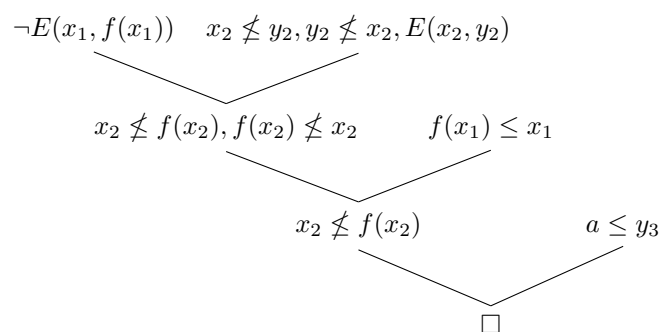 ¬E(x₁, f(x₁)) x₂ ≰ y₂, y₂ ≰ x₂, E(x₂, y₂)
x₂ ≰ f(x₂), f(x₂) ≰ x₂ f(x₁) ≤ x₁
x₂ ≰ f(x₂) a ≤ y₃
□